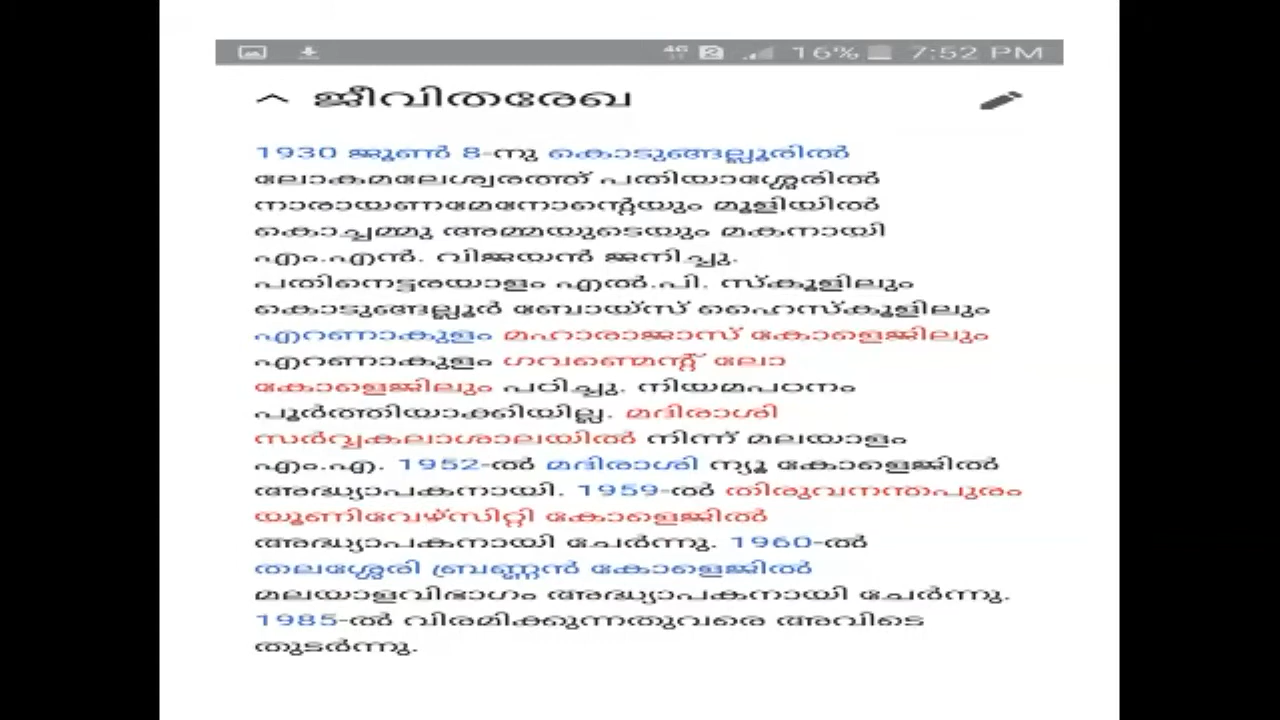 4G 2 16% 7:52 PM
ജീവിതരേഖ
1930 ജൂൺ 8-നു കൊടുങ്ങല്ലൂരിൽ
ലോകമലേശ്വരത്ത് പതിയാശ്ശേരിൽ
നാരായണമേനോന്റെയും മൂളിയിൽ
കൊച്ചമ്മു അമ്മയുടെയും മകനായി
എം.എൻ. വിജയൻ ജനിച്ചു.
പതിനെട്ടരയാളം എൽ.പി. സ്കൂളിലും
കൊടുങ്ങല്ലൂർ ബോയ്സ് ഹൈസ്കൂളിലും
എറണാകുളം മഹാരാജാസ് കോളെജിലും
എറണാകുളം ഗവണ്മെന്റ് ലോ
കോളെജിലും പഠിച്ചു. നിയമപഠനം
പൂർത്തിയാക്കിയില്ല. മദിരാശി
സർവ്വകലാശാലയിൽ നിന്ന് മലയാളം
എം.എ. 1952-ൽ മദിരാശി ന്യൂ കോളെജിൽ
അദ്ധ്യാപകനായി. 1959-ൽ തിരുവനന്തപുരം
യൂണിവേഴ്സിറ്റി കോളെജിൽ
അദ്ധ്യാപകനായി ചേർന്നു. 1960-ൽ
തലശ്ശേരി ബ്രണ്ണൻ കോളെജിൽ
മലയാളവിഭാഗം അദ്ധ്യാപകനായി ചേർന്നു.
1985-ൽ വിരമിക്കുന്നതുവരെ അവിടെ
തുടർന്നു.